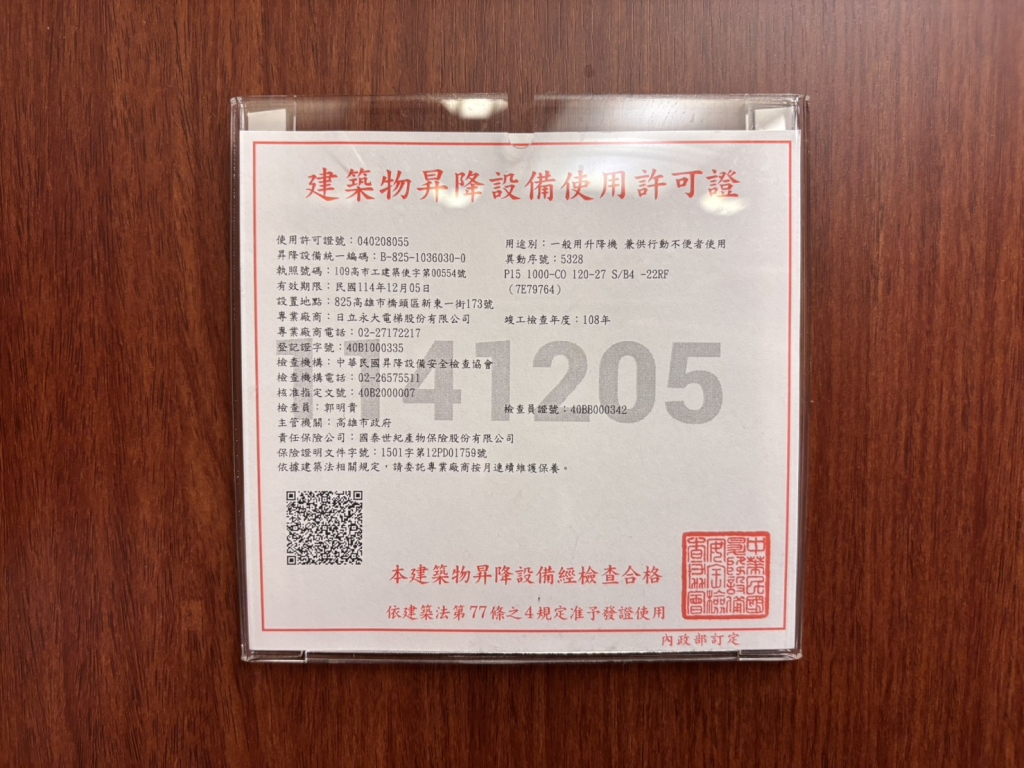 建築物昇降設備使用許可證
使用許可證號：040208055
用途別：一般用升降機 兼供行動不便者使用
昇降設備統一編碼：B-825-1036030-0
異動序號：5328
執照號碼：109高市工建築使字第00554號
P15 1000-CO 120-27 S/B4 -22RF
有效期限：民國114年12月05日
（7E79764）
設置地點：825高雄市橋頭區新東一街173號
專業廠商：日立永大電梯股份有限公司
竣工檢查年度：108年
專業廠商電話：02-27172217
登記證字號：40B1000335
141205
檢查機構：中華民國昇降設備安全檢查協會
檢查機構電話：02-26575511
核准指定文號：40B2000007
檢查員：郭明貴
檢查員證號：40BB000342
主管機關：高雄市政府
責任保險公司：國泰世紀產物保險股份有限公司
保險證明文件字號：1501字第12PD01759號
依據建築法相關規定，請委託專業廠商按月連續維護保養。
本建築物昇降設備經檢查合格
依建築法第77條之4規定准予發證使用
中華民國
昇降設備
安全檢
查協會
內政部訂定